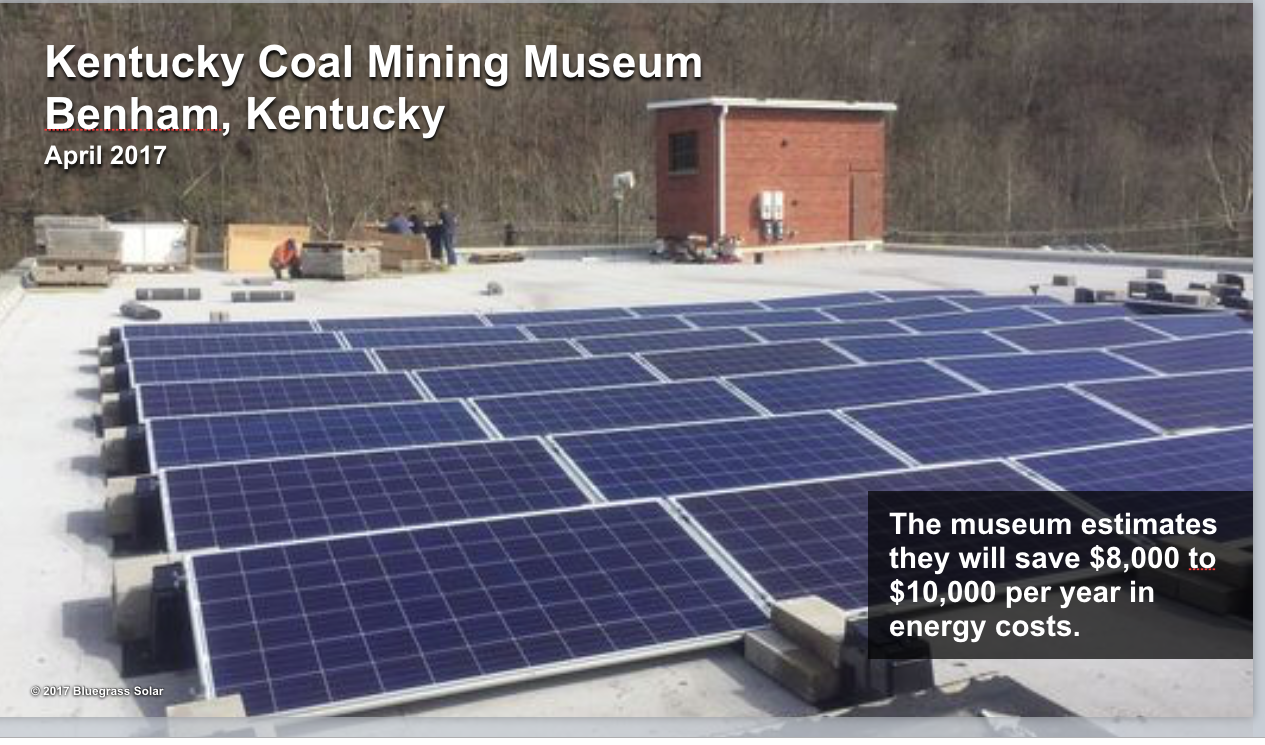 Kentucky Coal Mining Museum
Benham, Kentucky
April 2017
The museum estimates
they will save $8,000 to
$10,000 per year in
energy costs.
© 2017 Bluegrass Solar